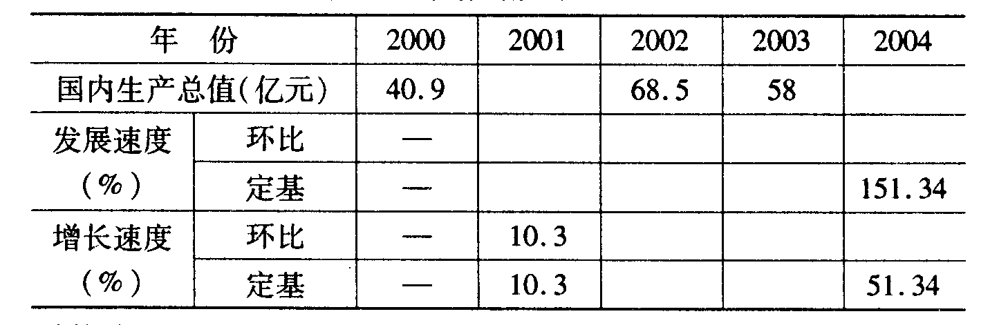 年 份 2000 2001 2002 2003 2004
国内生产总值(亿元) 40.9 68.5 58
发展速度(%) 环比 —
定基 — 151.34
增长速度(%) 环比 — 10.3
定基 — 10.3 51.34